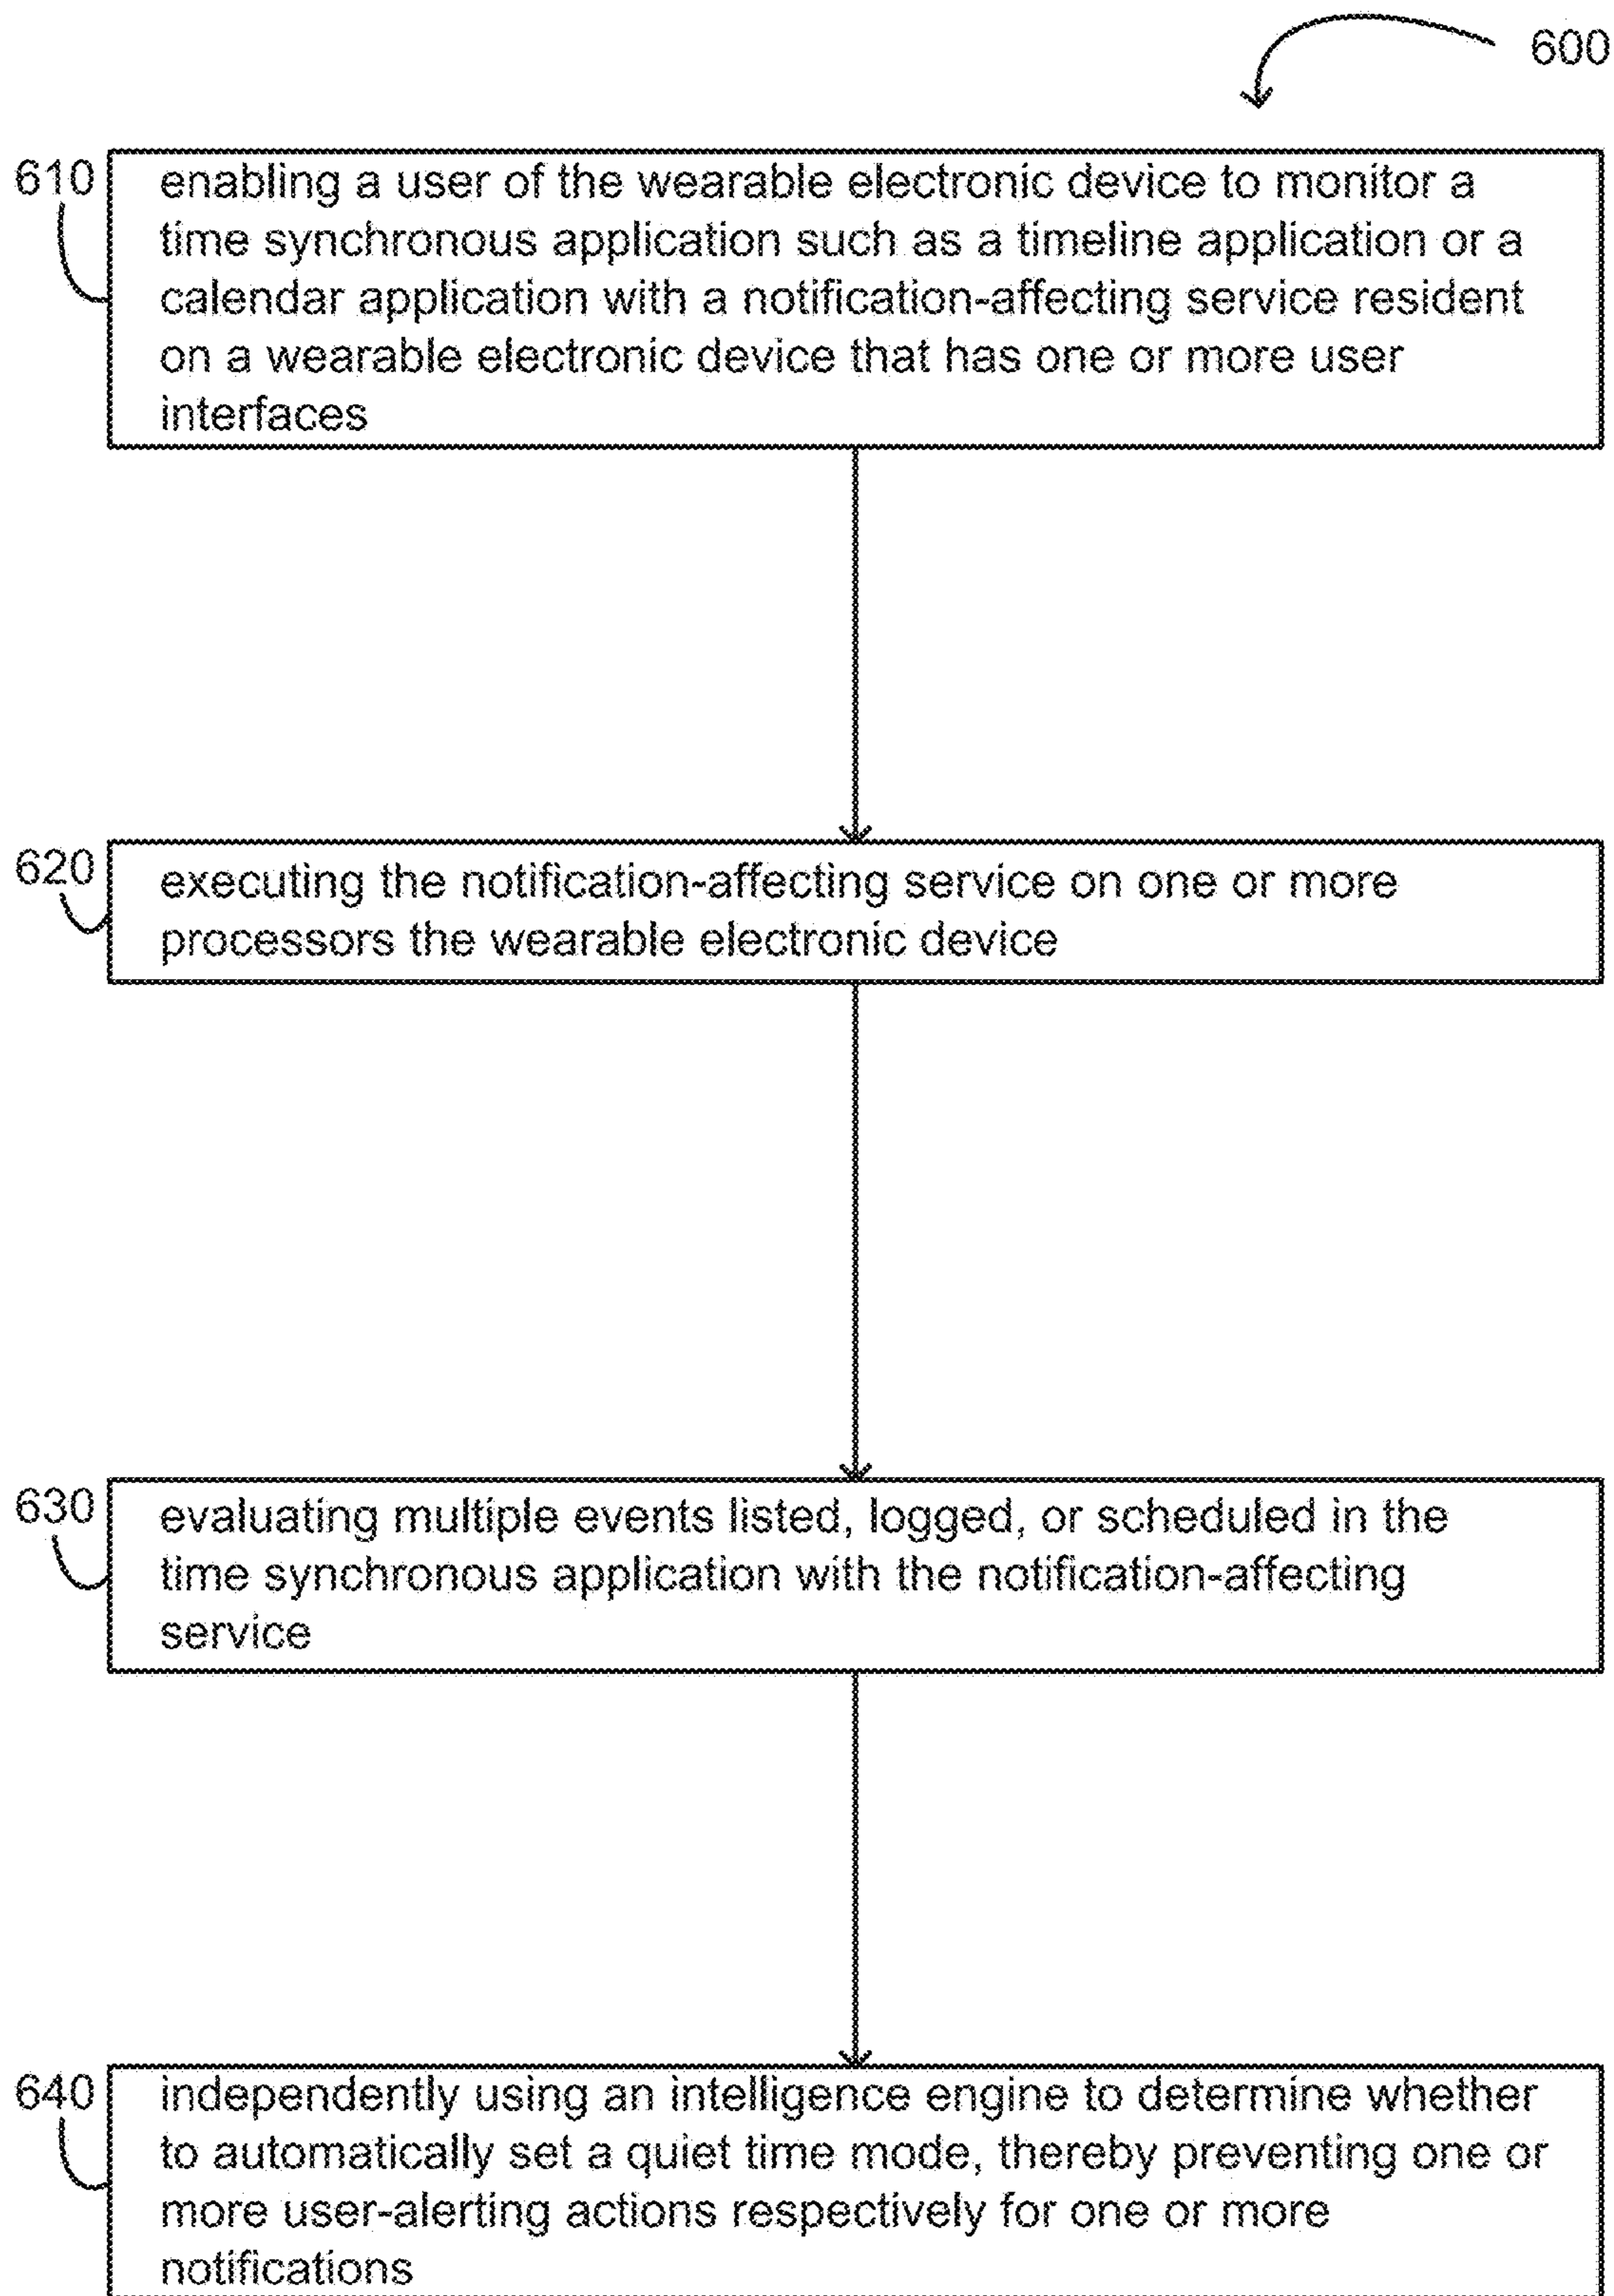 600
610
enabling a user of the wearable electronic device to monitor a
time synchronous application such as a timeline application or a
calendar application with a notification-affecting service resident
on a wearable electronic device that has one or more user
interfaces
620
executing the notification-affecting service on one or more
processors the wearable electronic device
630
evaluating multiple events listed, logged, or scheduled in the
time synchronous application with the notification-affecting
service
640
independently using an intelligence engine to determine whether
to automatically set a quiet time mode, thereby preventing one or
more user-alerting actions respectively for one or more
notifications